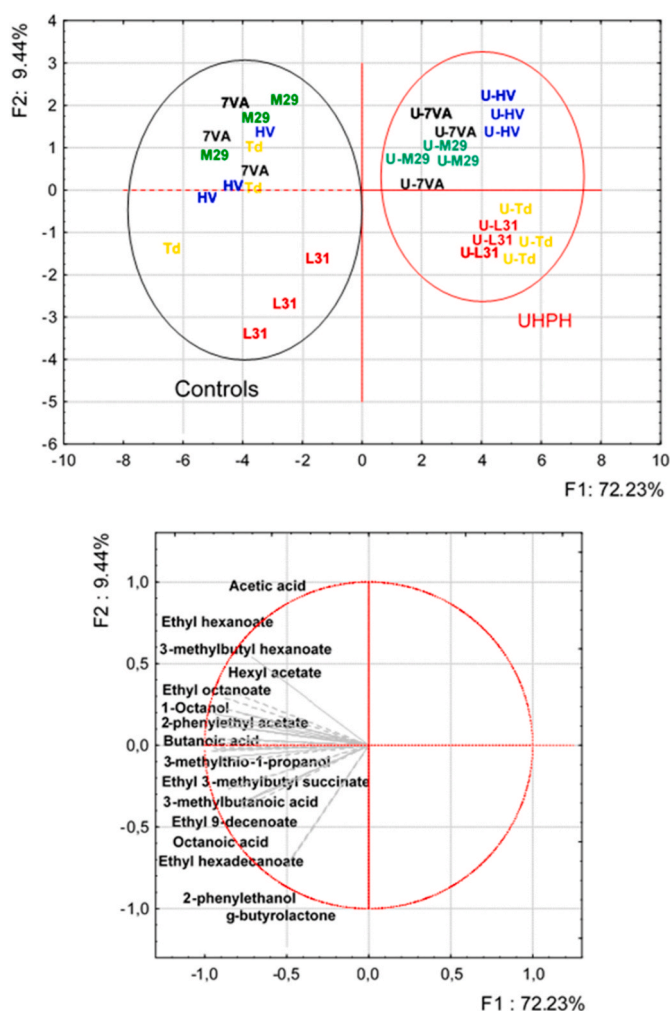 F2: 9.44%
4
3
2
1
0
-1
-2
-3
-4
-5
-6
7VA M29
M29
7VA HV
Td
M29
7VA
HV Td
HV
Td
L31
L31
L31
Controls
U-HV
U-7VA U-HV
U-7VA U-HV
U-M29
U-M29 U-M29
U-7VA
U-Td
U-L31
U-L31 U-Td
U-L31 U-Td
UHPH
-10 -8 -6 -4 -2 0 2 4 6 8 10
F1: 72.23%
F2 : 9.44%
1,0
0,5
0,0
-0,5
-1,0
Acetic acid
Ethyl hexanoate
3-methylbutyl hexanoate
Hexyl acetate
Ethyl octanoate
1-Octanol
2-phenylethyl acetate
Butanoic acid
3-methylthio-1-propanol
Ethyl 3-methylbutyl succinate
3-methylbutanoic acid
Ethyl 9-decenoate
Octanoic acid
Ethyl hexadecanoate
2-phenylethanol
g-butyrolactone
-1,0 -0,5 0,0 0,5 1,0
F1 : 72.23%